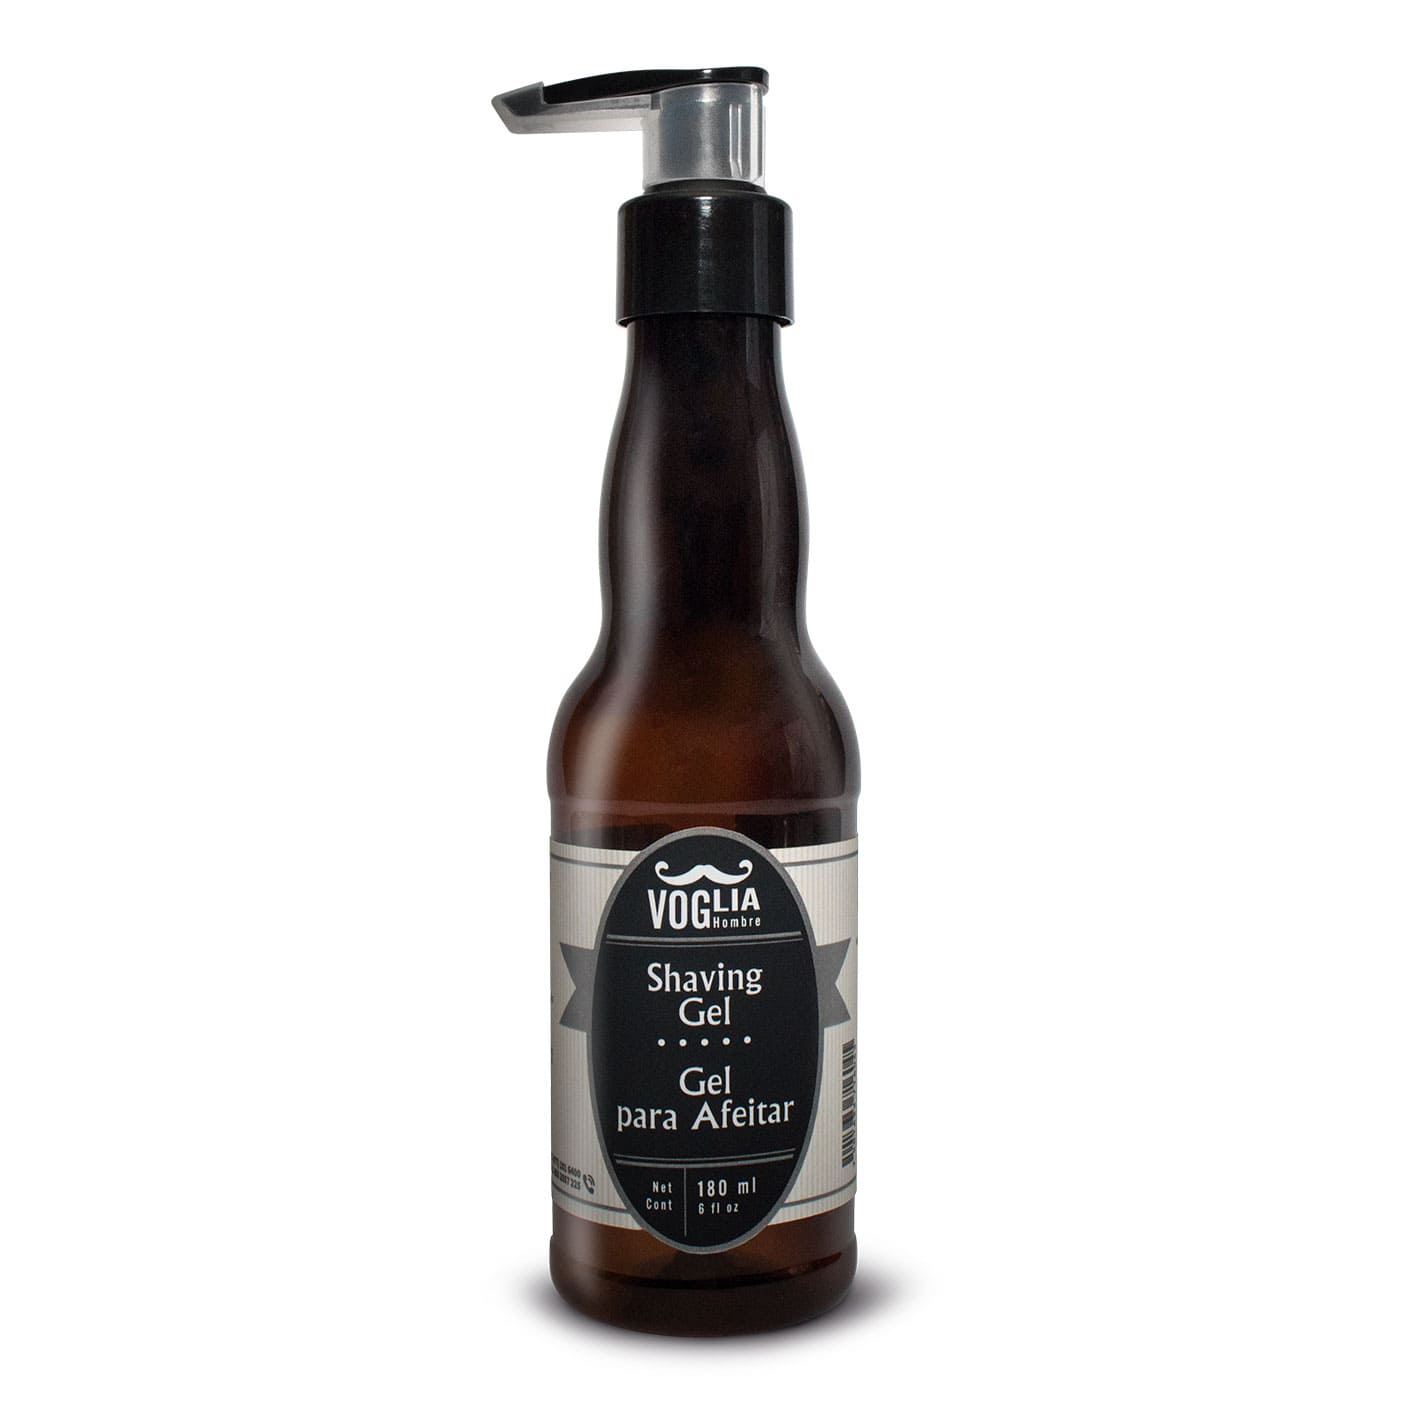 VOGLIA
Hombre
Shaving
Gel
Gel
para Afeitar
Net
Cont
180 ml
6 fl oz